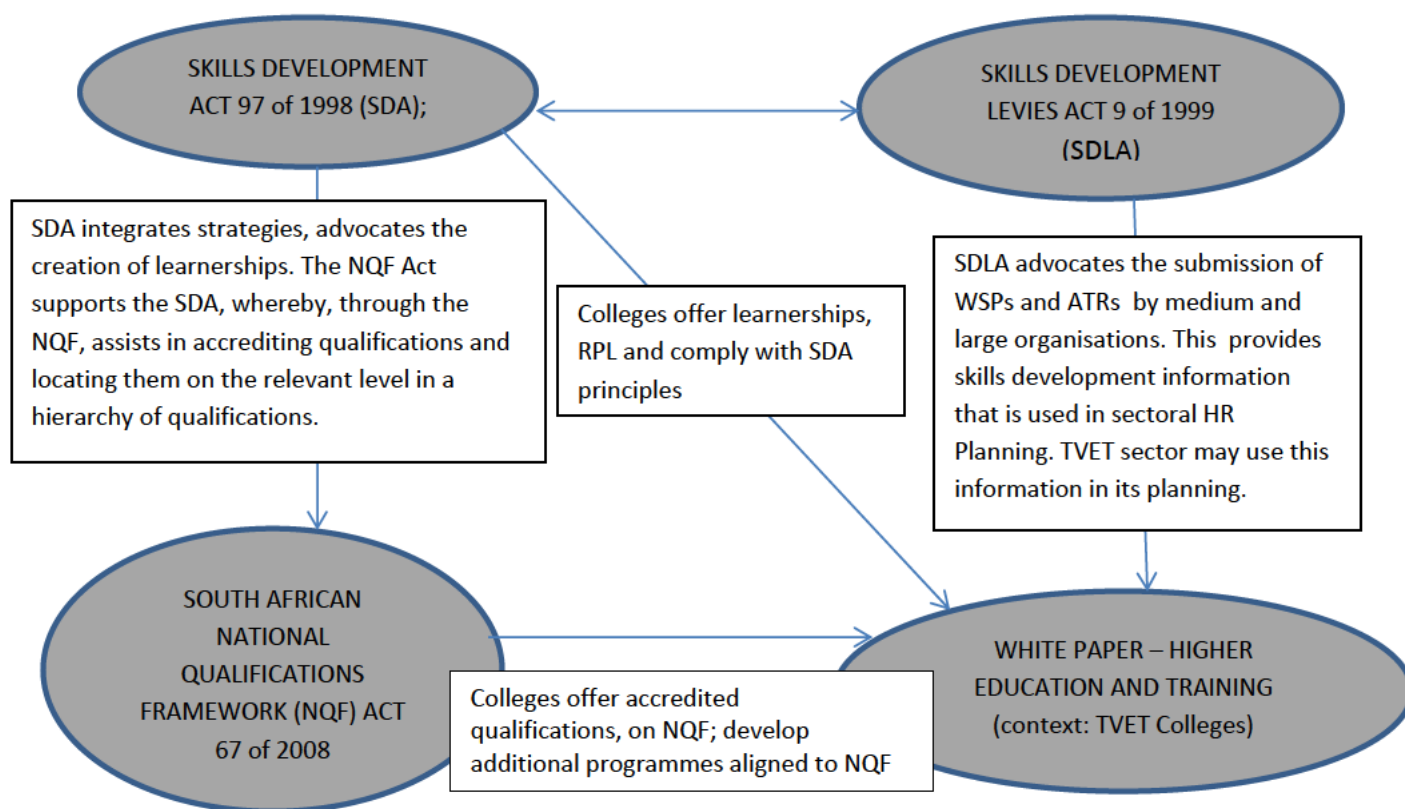 SKILLS DEVELOPMENT
ACT 97 of 1998 (SDA);
SKILLS DEVELOPMENT
LEVIES ACT 9 of 1999
(SDLA)
SDA integrates strategies, advocates the
creation of learnerships. The NQF Act
supports the SDA, whereby, through the
NQF, assists in accrediting qualifications and
locating them on the relevant level in a
hierarchy of qualifications.
Colleges offer learnerships,
RPL and comply with SDA
principles
SDLA advocates the submission of
WSPs and ATRs by medium and
large organisations. This provides
skills development information
that is used in sectoral HR
Planning. TVET sector may use this
information in its planning.
SOUTH AFRICAN
NATIONAL
QUALIFICATIONS
FRAMEWORK (NQF) ACT
67 of 2008
Colleges offer accredited
qualifications, on NQF; develop
additional programmes aligned to NQF
WHITE PAPER – HIGHER
EDUCATION AND TRAINING
(context: TVET Colleges)